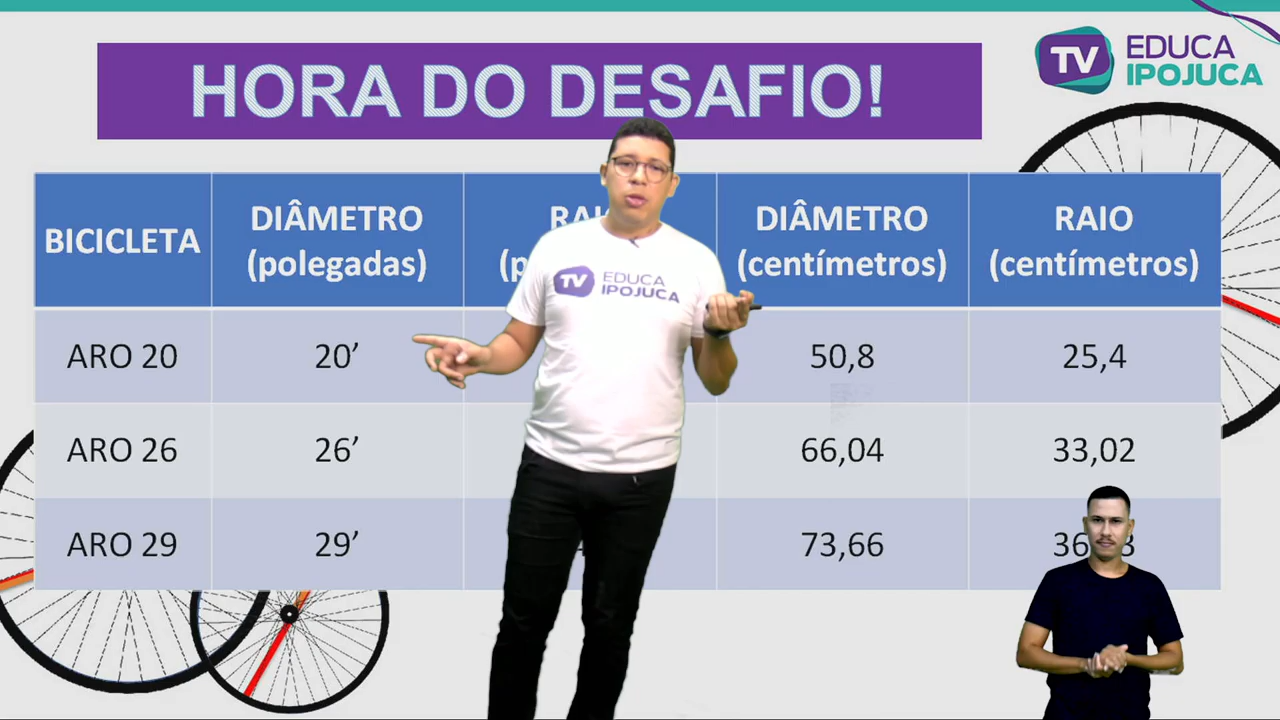 HORA DO DESAFIO!
TV EDUCA
IPOJUCA
BICICLETA
DIÂMETRO
(polegadas)
DIÂMETRO
(centímetros)
RAIO
(centímetros)
TV EDUCA
IPOJUCA
ARO 20 20’ 50,8 25,4
ARO 26 26’ 66,04 33,02
ARO 29 29’ 73,66